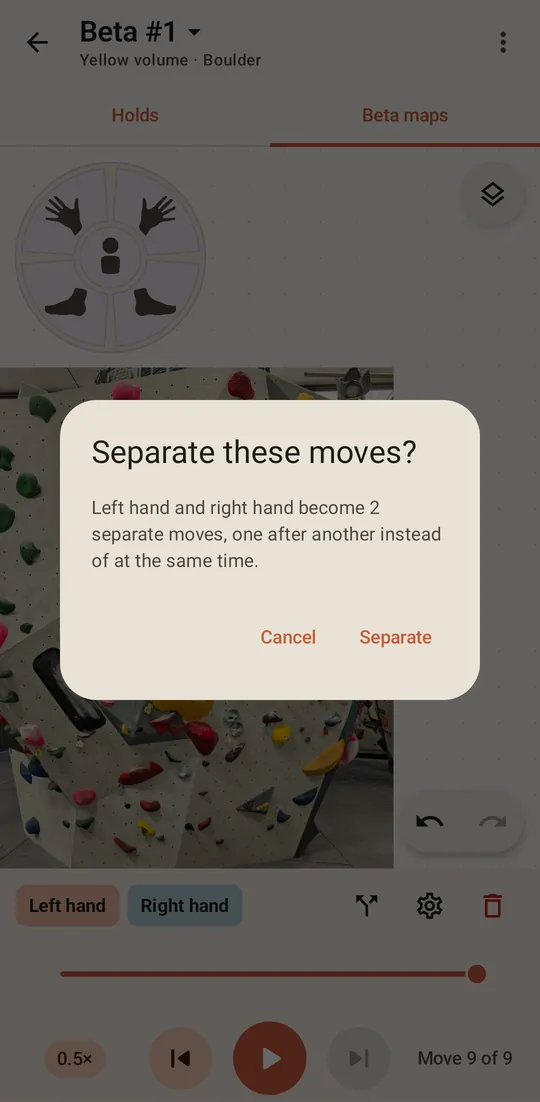 Beta #1
Yellow volume · Boulder
Holds
Beta maps
Separate these moves?
Left hand and right hand become 2
separate moves, one after another instead
of at the same time.
Cancel
Separate
Left hand
Right hand
0.5×
Move 9 of 9